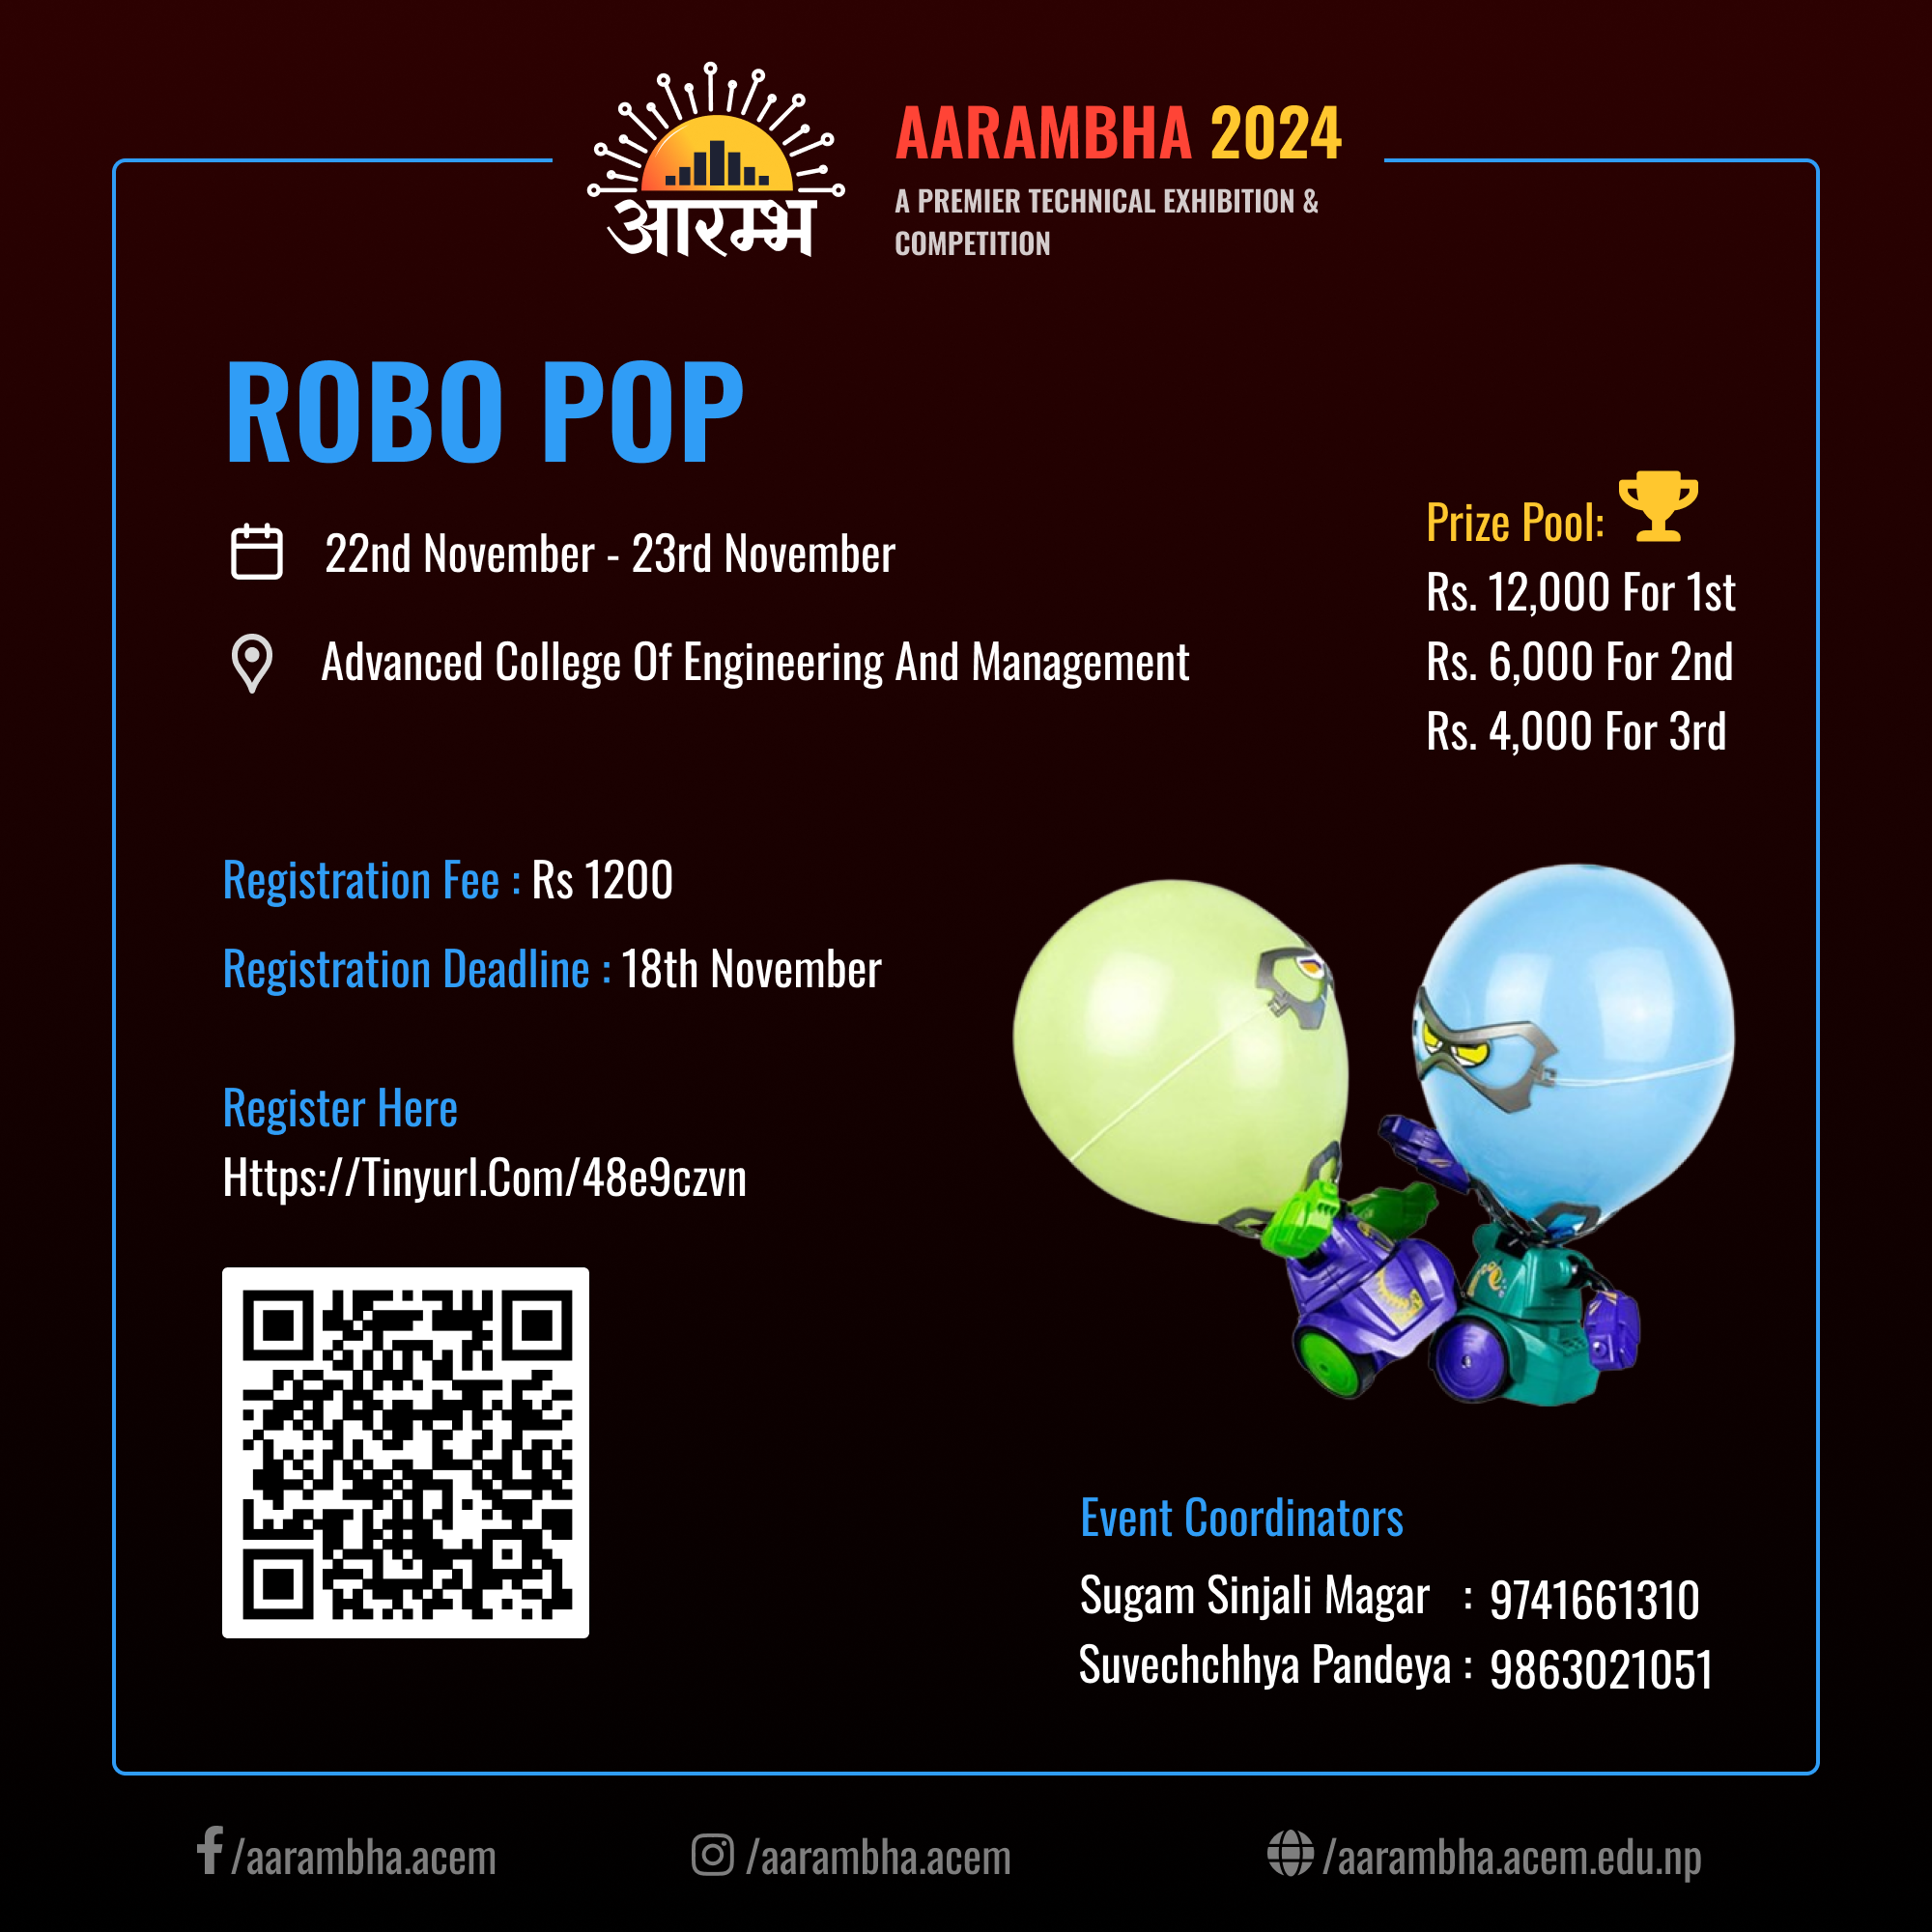 आरम्भ
AARAMBHA 2024
A PREMIER TECHNICAL EXHIBITION &
COMPETITION
ROBO POP
22nd November - 23rd November
Advanced College Of Engineering And Management
Prize Pool:
Rs. 12,000 For 1st
Rs. 6,000 For 2nd
Rs. 4,000 For 3rd
Registration Fee : Rs 1200
Registration Deadline : 18th November
Register Here
Https://Tinyurl.Com/48e9czvn
Event Coordinators
Sugam Sinjali Magar : 9741661310
Suvechchhya Pandeya : 9863021051
/aarambha.acem
/aarambha.acem
/aarambha.acem.edu.np